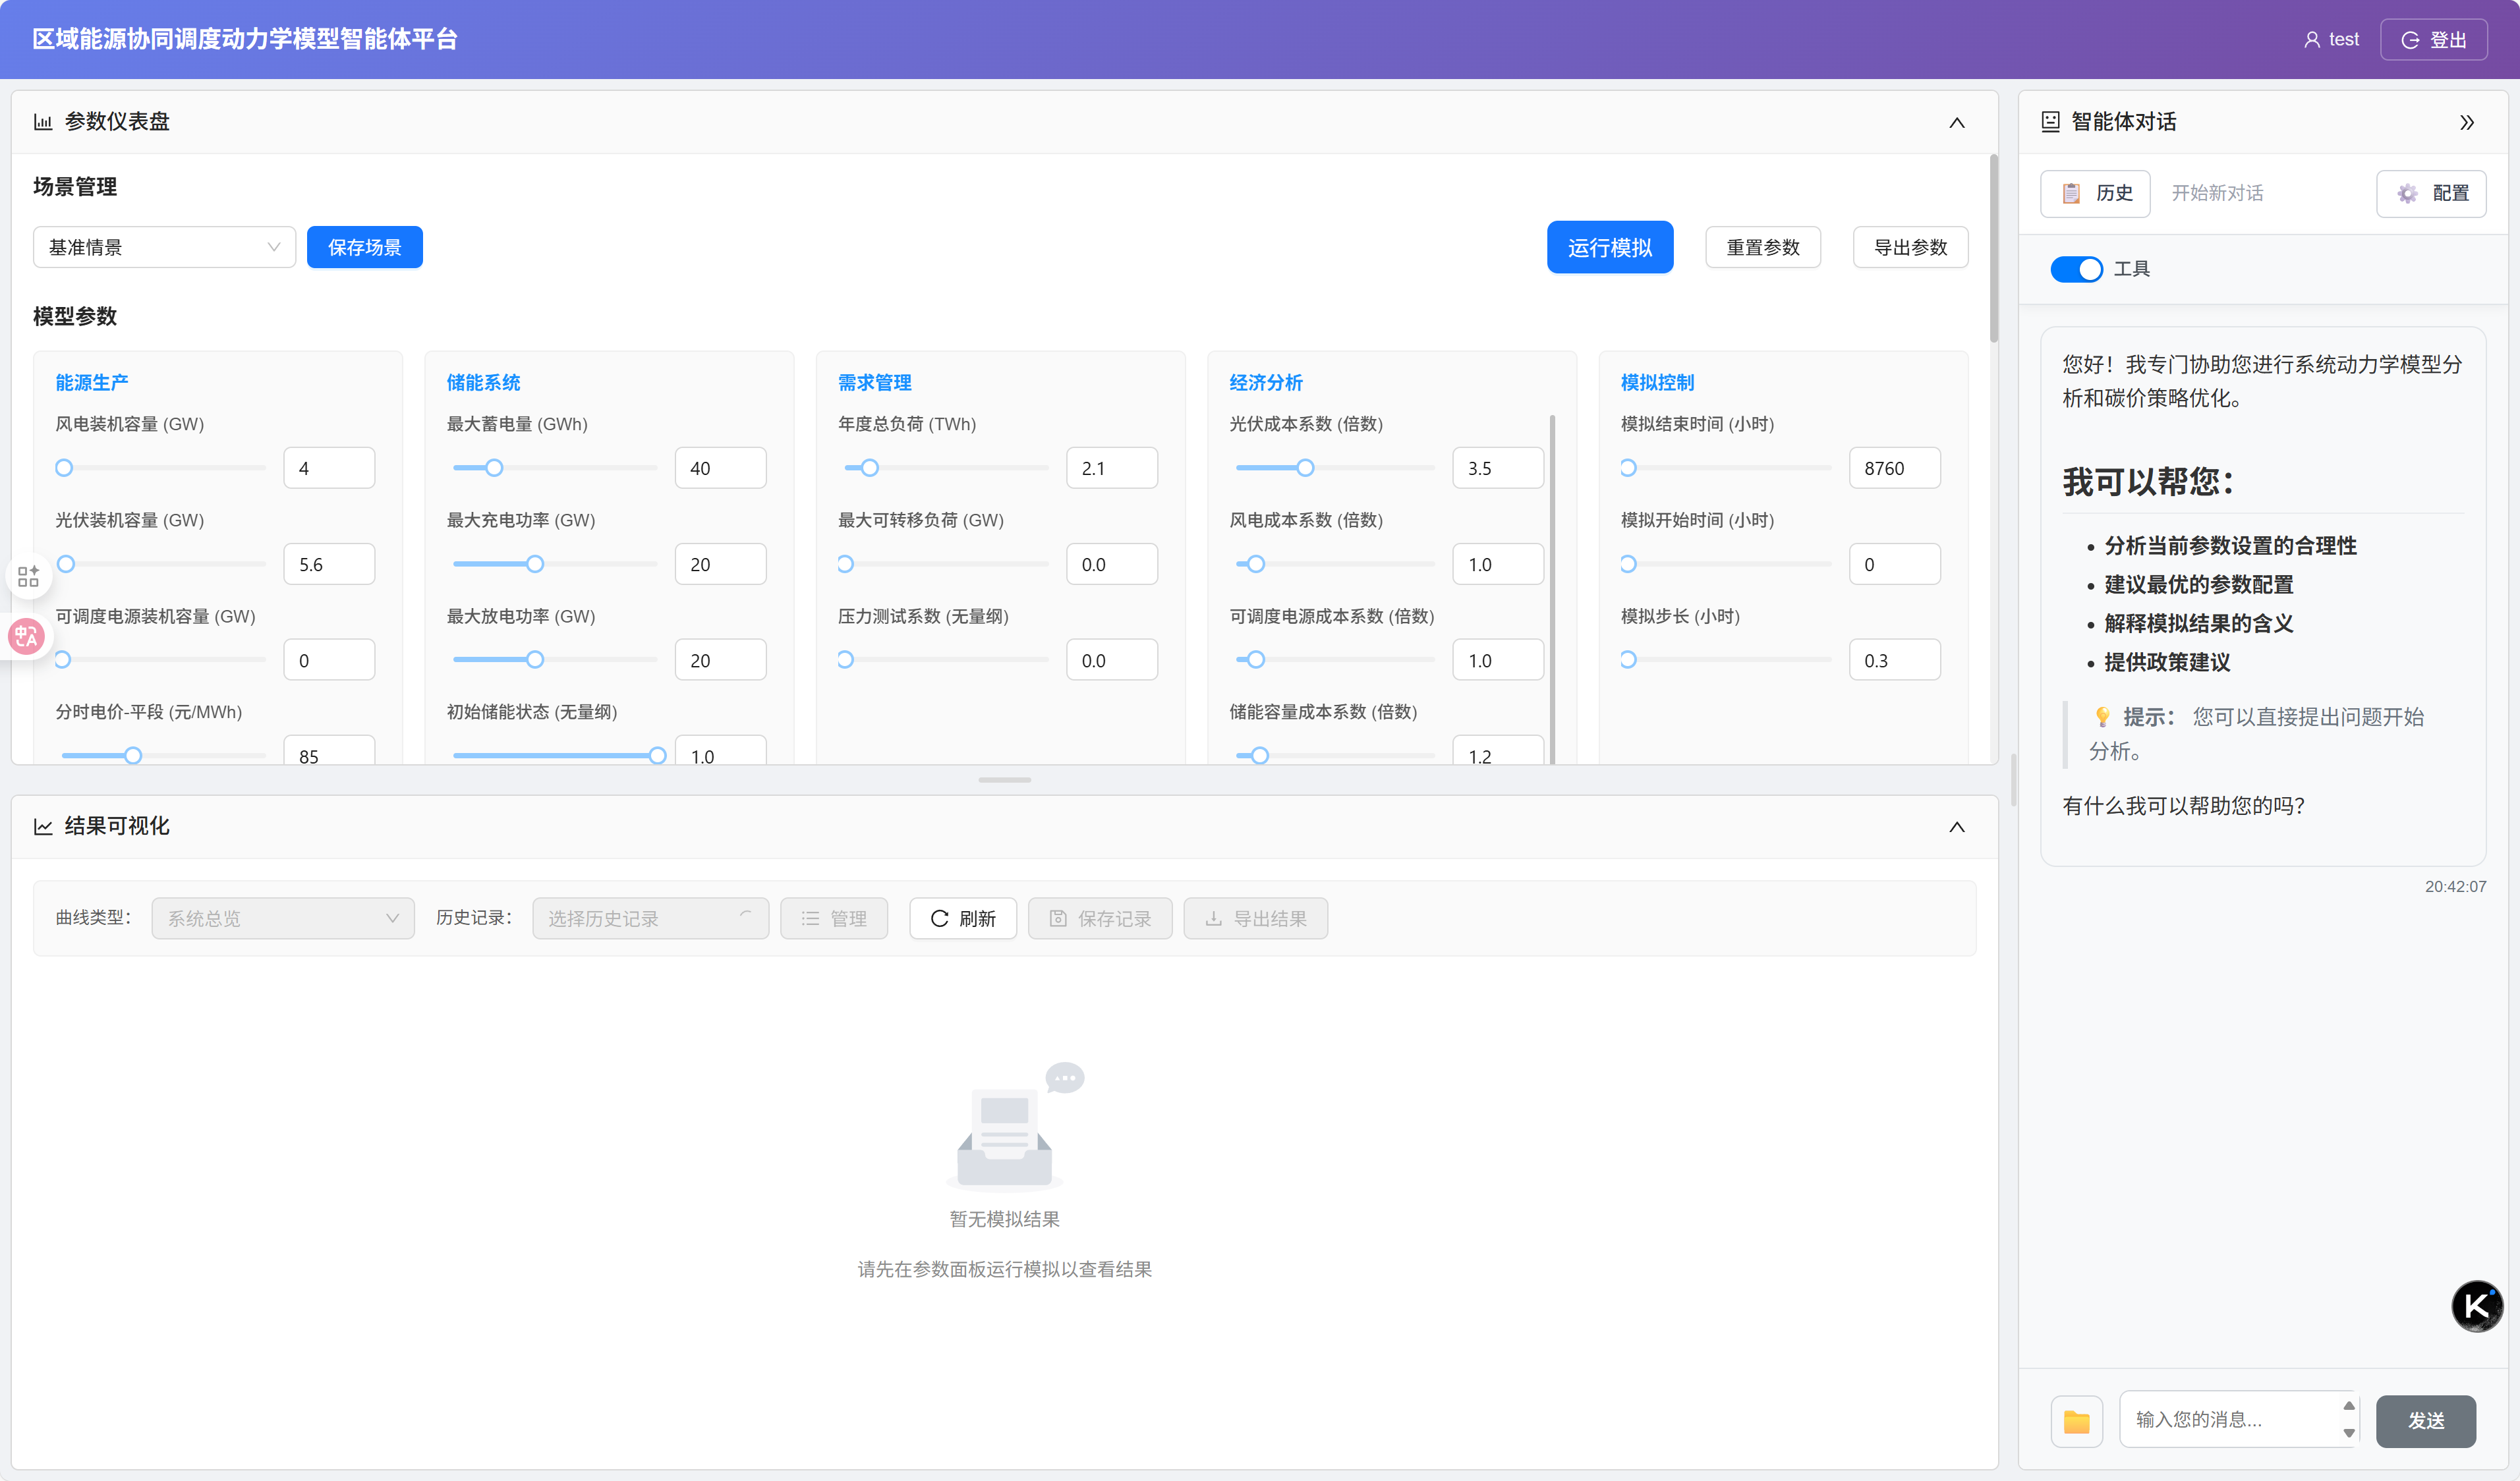 区域能源协同调度动力学模型智能体平台
test
登出
参数仪表盘
场景管理
基准情景
保存场景
运行模拟
重置参数
导出参数
模型参数
能源生产
风电装机容量 (GW)
4
光伏装机容量 (GW)
5.6
可调度电源装机容量 (GW)
0
分时电价-平段 (元/MWh)
85
储能系统
最大蓄电量 (GWh)
40
最大充电功率 (GW)
20
最大放电功率 (GW)
20
初始储能状态 (无量纲)
1.0
需求管理
年度总负荷 (TWh)
2.1
最大可转移负荷 (GW)
0.0
压力测试系数 (无量纲)
0.0
经济分析
光伏成本系数 (倍数)
3.5
风电成本系数 (倍数)
1.0
可调度电源成本系数 (倍数)
1.0
储能容量成本系数 (倍数)
1.2
模拟控制
模拟结束时间 (小时)
8760
模拟开始时间 (小时)
0
模拟步长 (小时)
0.3
中A
结果可视化
曲线类型：
系统总览
历史记录：
选择历史记录
管理
刷新
保存记录
导出结果
暂无模拟结果
请先在参数面板运行模拟以查看结果
智能体对话
历史
开始新对话
配置
工具
您好！我专门协助您进行系统动力学模型分
析和碳价策略优化。
我可以帮您：
• 分析当前参数设置的合理性
• 建议最优的参数配置
• 解释模拟结果的含义
• 提供政策建议
💡 提示： 您可以直接提出问题开始
分析。
有什么我可以帮助您的吗？
20:42:07
K
输入您的消息...
发送